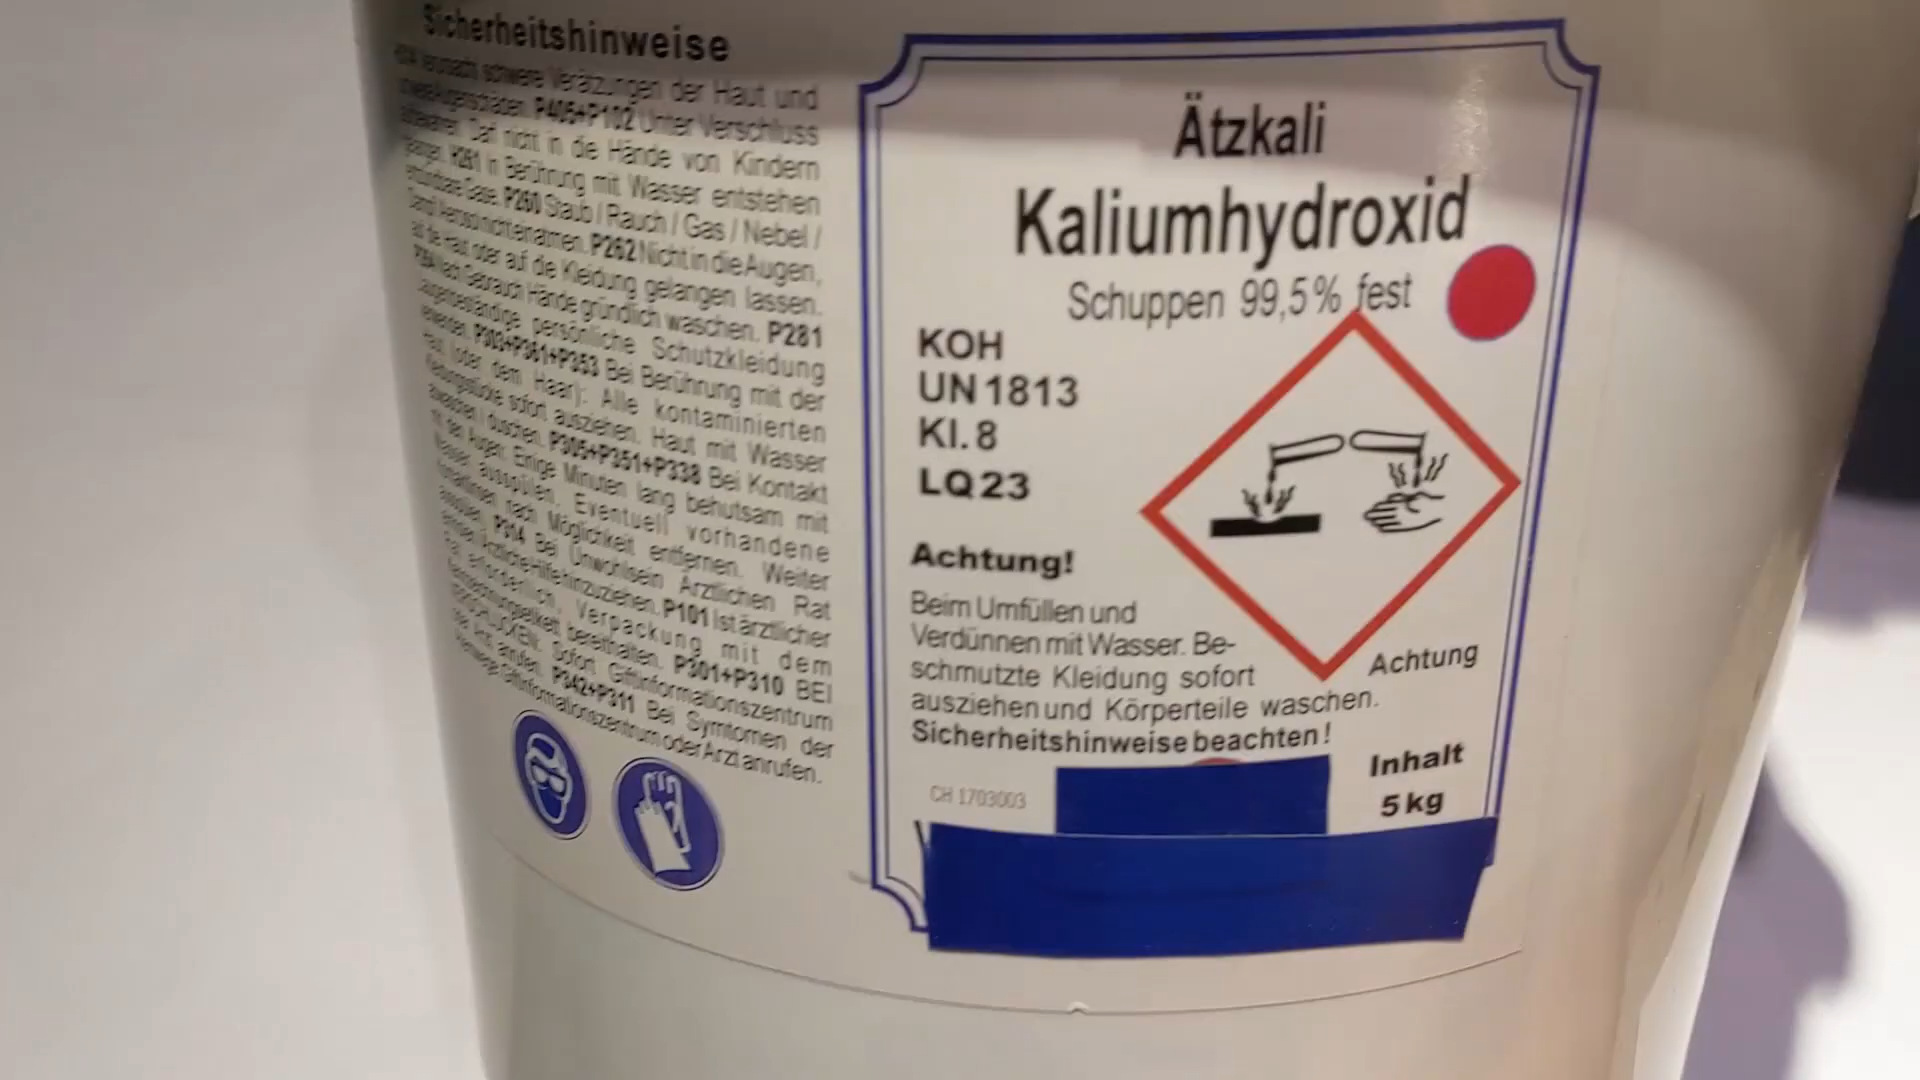 Sicherheitshinweise
verursacht schwere Verätzungen der Haut und
schwere Augenschäden. P405+P102 Unter Verschluss
aufbewahren. Darf nicht in die Hände von Kindern
gelangen. H261 in Berührung mit Wasser entstehen
entzündbare Gase. P260 Staub / Rauch / Gas / Nebel /
Dampf Aerosol nicht einatmen. P262 Nicht in die Augen,
auf die Haut oder auf die Kleidung gelangen lassen.
P264 Nach Gebrauch Hände gründlich waschen. P281
Laugenbeständige persönliche Schutzkleidung
verwenden. P303+P361+P353 Bei Berührung mit der
Haut (oder dem Haar): Alle kontaminierten
Kleidungsstücke sofort ausziehen. Haut mit Wasser
abwaschen / duschen. P305+P351+P338 Bei Kontakt
mit den Augen: Einige Minuten lang behutsam mit
Wasser ausspülen. Eventuell vorhandene
Kontaktlinsen nach Möglichkeit entfernen. Weiter
ausspülen. P314 Bei Unwohlsein Ärztlichen Rat
einholen Ärztliche Hilfe hinzuziehen. P101 Ist ärztlicher
Rat erforderlich, Verpackung mit dem
bereithalten. P301+P310 BEI
VERSCHLUCKEN: Sofort Giftinformationszentrum
oder Arzt anrufen. P342+P311 Bei Symtomen der
Atemwege Giftinformationszentrum oder Arzt anrufen.
Ätzkali
Kaliumhydroxid
Schuppen 99,5% fest
KOH
UN 1813
Kl. 8
LQ 23
Achtung!
Beim Umfüllen und
Verdünnen mit Wasser. Be-
schmutzte Kleidung sofort
ausziehen und Körperteile waschen.
Sicherheitshinweise beachten!
Achtung
CH 1703003
Inhalt
5 kg